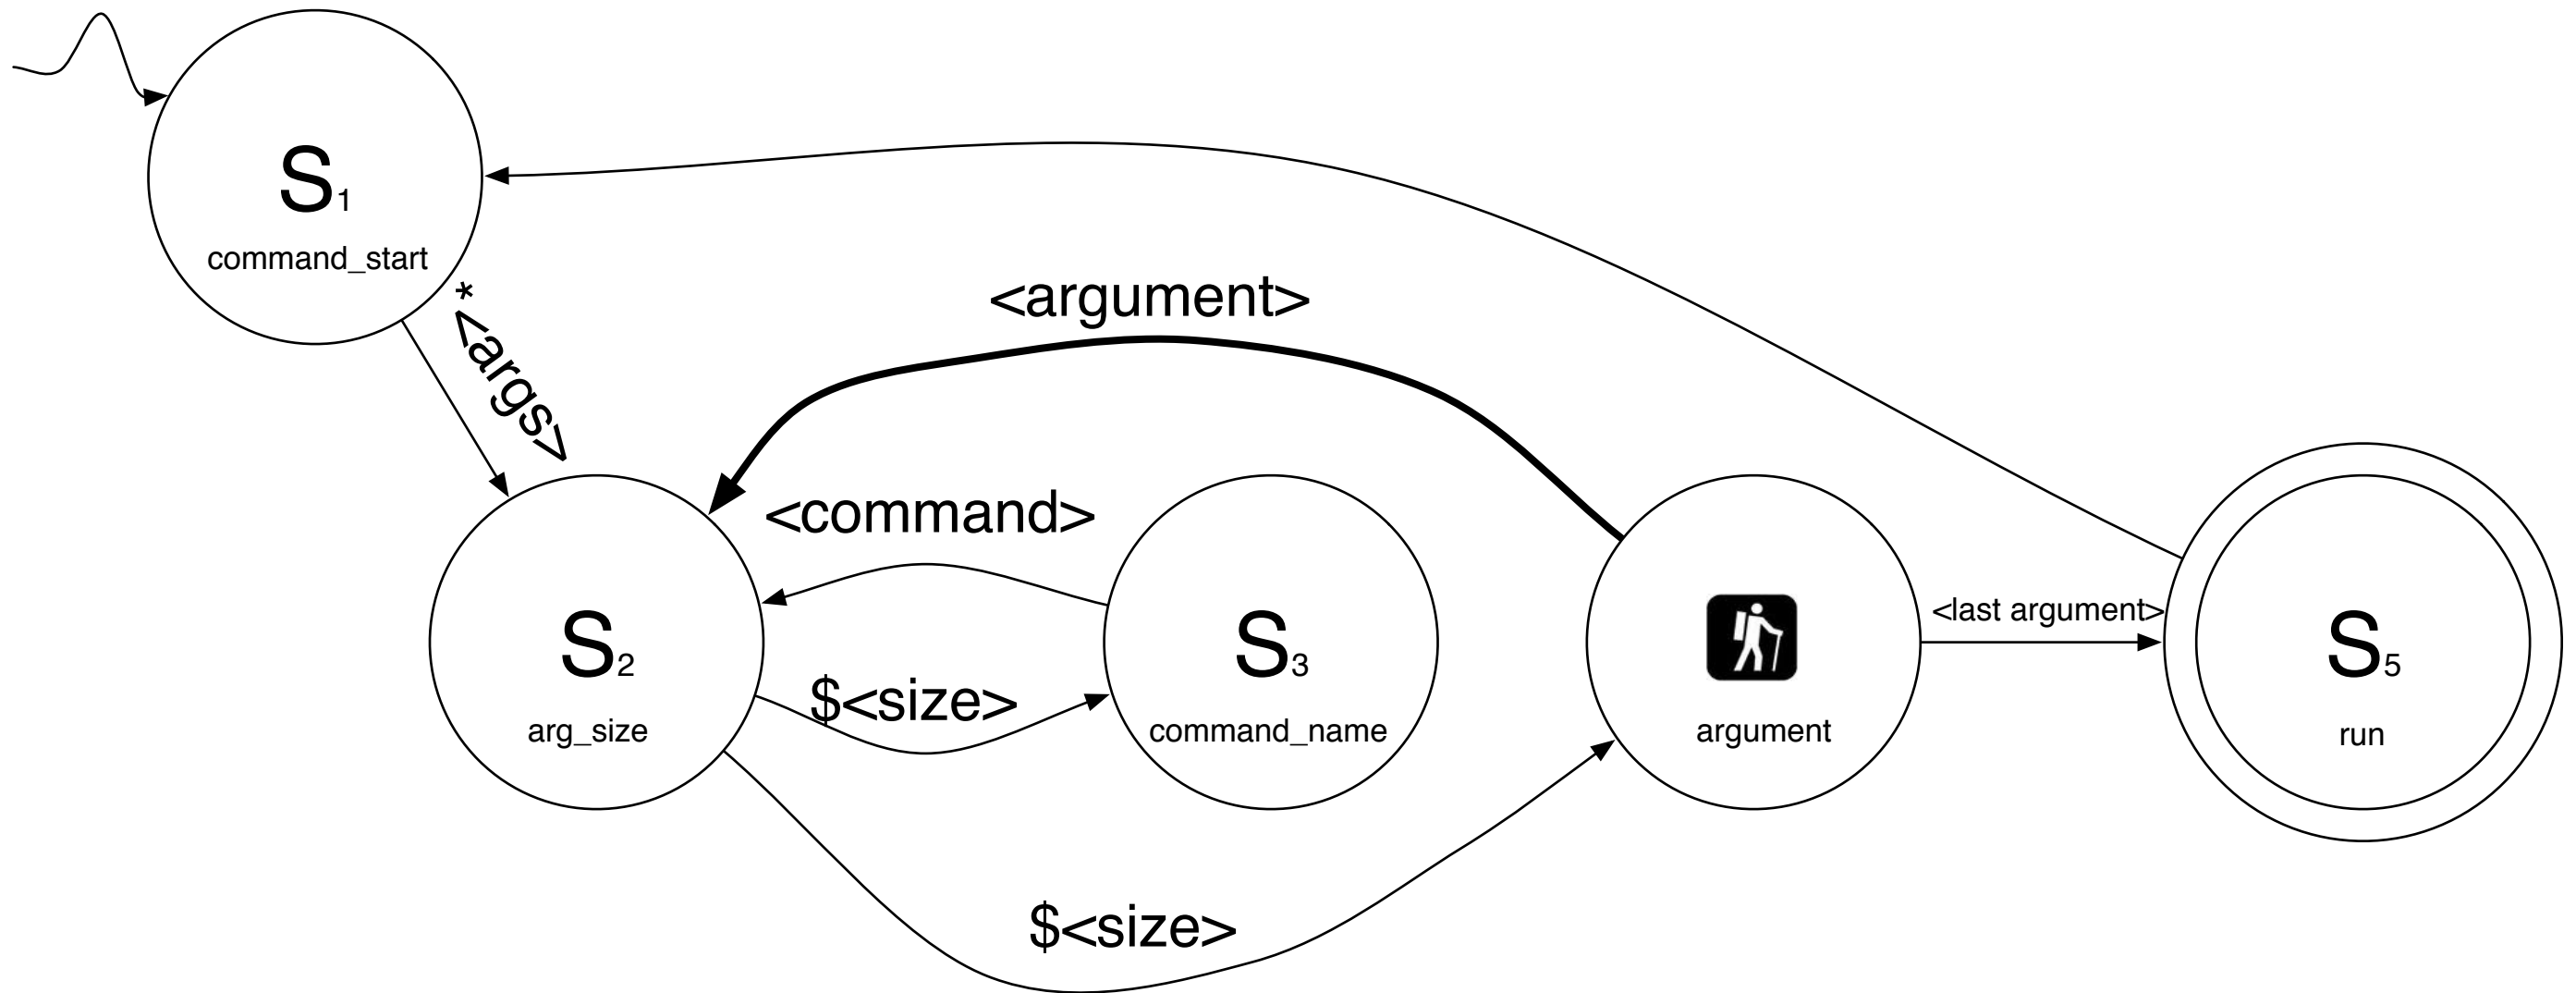 S1
command_start
*<args>
<argument>
<command>
S2
arg_size
$<size>
S3
command_name
argument
<last argument>
S5
run
$<size>